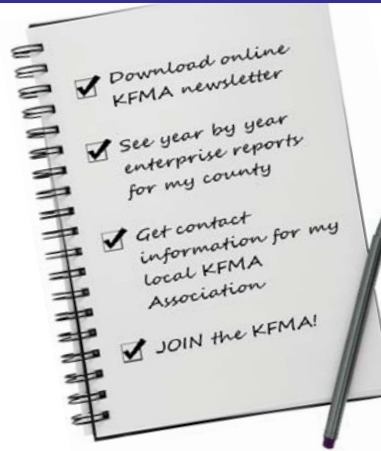 Download online
KFMA newsletter
See year by year
enterprise reports
for my county
Get contact
information for my
local KFMA
Association
JOIN the KFMA!